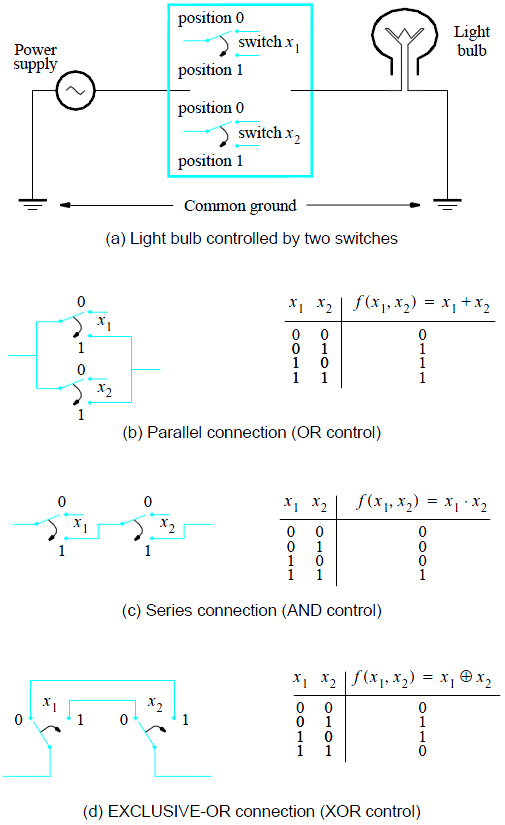 position 0
switch x1
position 1
Power
supply
Light
bulb
position 0
switch x2
position 1
Common ground
(a) Light bulb controlled by two switches
0
x1
1
0
x2
1
x1 x2 f(x1, x2) = x1 + x2
0 0 0
0 1 1
1 0 1
1 1 1
(b) Parallel connection (OR control)
0 0
x1 x2
1 1
x1 x2 f(x1, x2) = x1 · x2
0 0 0
0 1 0
1 0 0
1 1 1
(c) Series connection (AND control)
x1 x2
0 1 0 1
x1 x2 f(x1, x2) = x1 ⊕ x2
0 0 0
0 1 1
1 0 1
1 1 0
(d) EXCLUSIVE-OR connection (XOR control)